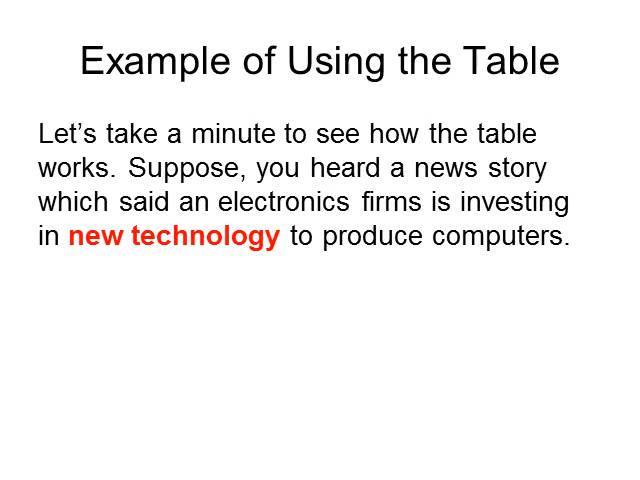 Example of Using the Table
Let’s take a minute to see how the table
works. Suppose, you heard a news story
which said an electronics firms is investing
in new technology to produce computers.